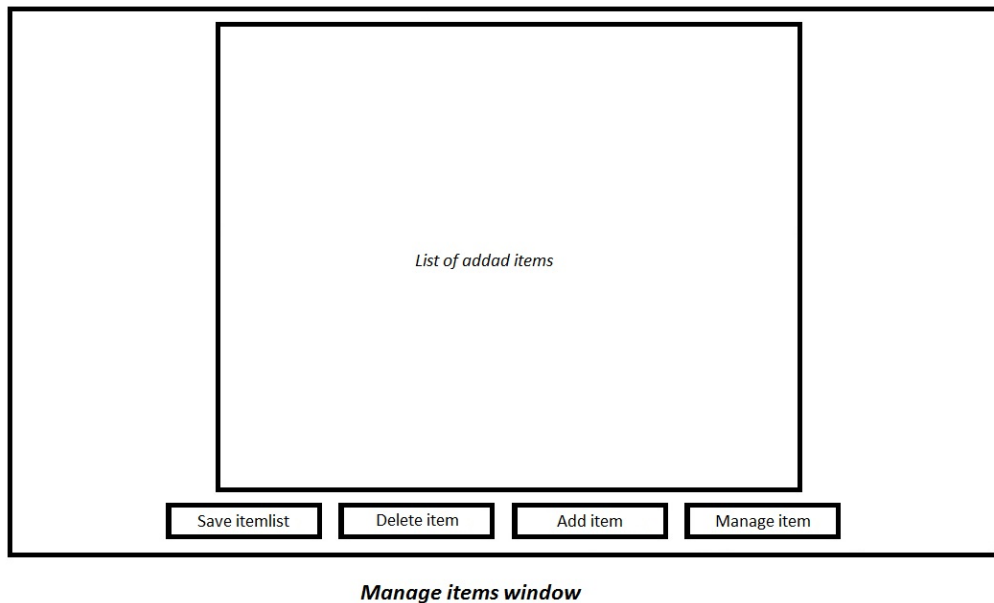 List of addad items
Save itemlist
Delete item
Add item
Manage item
Manage items window